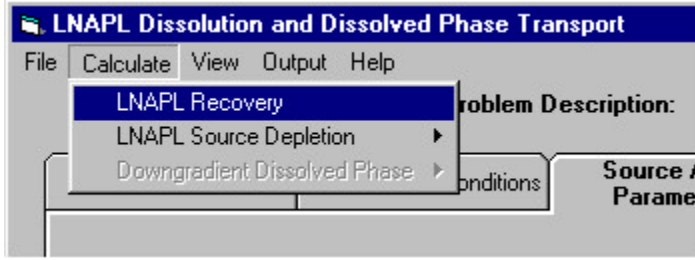 LNAPL Dissolution and Dissolved Phase Transport
File Calculate View Output Help
LNAPL Recovery
roblem Description:
LNAPL Source Depletion
Downgradient Dissolved Phase
onditions
Source
Parame